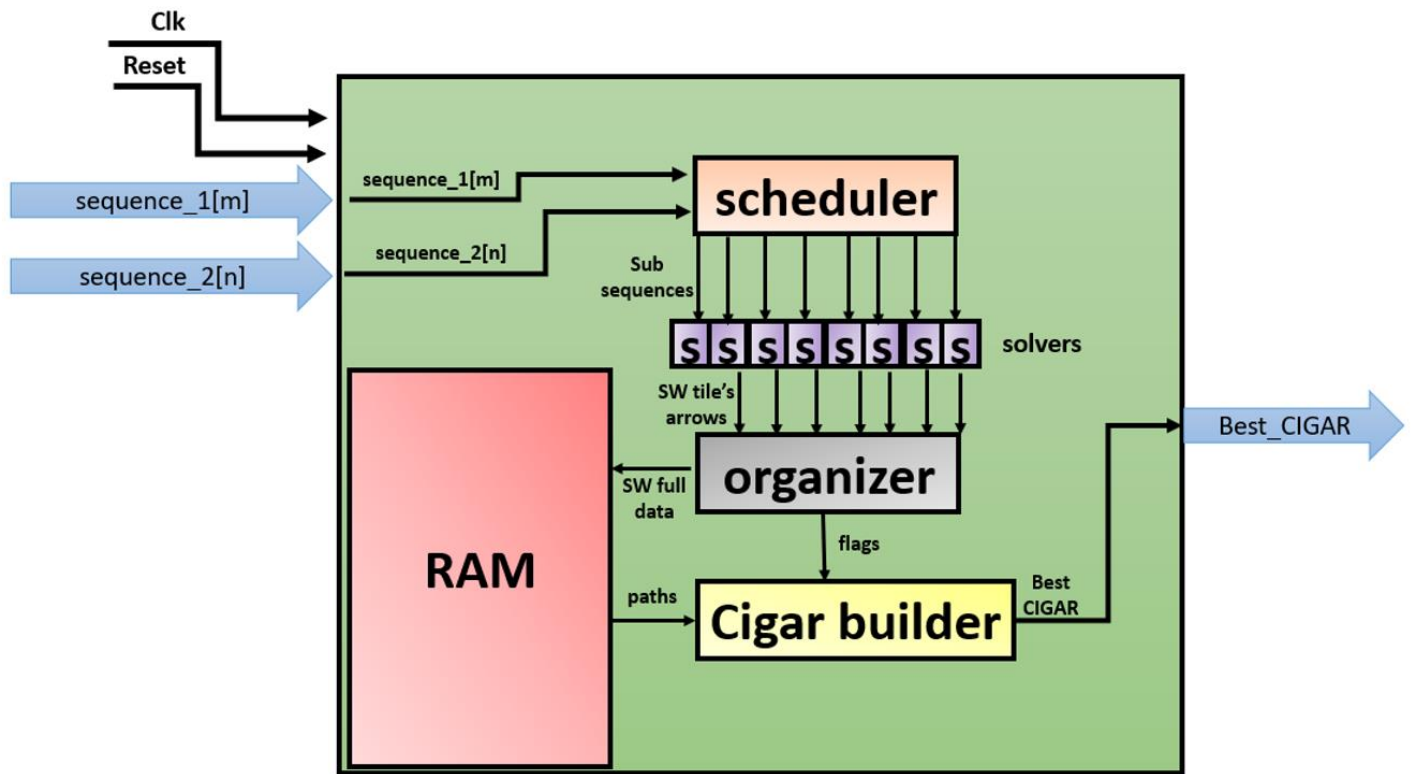 Clk
Reset
sequence_1[m]
sequence_2[n]
sequence_1[m]
sequence_2[n]
scheduler
Sub
sequences
s s s s s s s s
solvers
SW tile's
arrows
organizer
SW full
data
flags
RAM
paths
Cigar builder
Best
CIGAR
Best_CIGAR